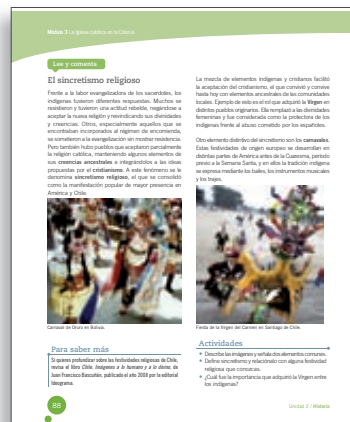 Módulo 3 La Iglesia católica en la Colonia
Lee y comenta
El sincretismo religioso
Frente a la labor evangelizadora de los sacerdotes, los
indígenas tuvieron diferentes respuestas. Muchos se
resistieron y tuvieron una actitud rebelde, negándose a
aceptar la nueva religión y reivindicando sus divinidades
y creencias. Otros, especialmente aquellos que se
encontraban incorporados al régimen de encomienda,
se sometieron a la evangelización sin mostrar resistencia.
Pero también hubo pueblos que aceptaron parcialmente
la religión católica, manteniendo algunos elementos de
sus creencias ancestrales e integrándolos a las ideas
propuestas por el cristianismo. A este fenómeno se le
denomina sincretismo religioso, el que se consolidó
como la manifestación popular de mayor presencia en
América y Chile.
La mezcla de elementos indígenas y cristianos facilitó
la aceptación del cristianismo, el que convivió y convive
hasta hoy con elementos ancestrales de las comunidades
locales. Ejemplo de esto es el rol que adquirió la Virgen en
distintos pueblos originarios. Ella remplazó a las divinidades
femeninas y fue considerada como la protectora de los
indígenas frente al abuso cometido por los españoles.
Otro elemento distintivo del sincretismo son los carnavales.
Estas festividades de origen europeo se desarrollan en
distintas partes de América antes de la Cuaresma, período
previo a la Semana Santa, y en ellos la tradición indígena
se expresa mediante los bailes, los instrumentos musicales
y los trajes.
Carnaval de Oruro en Bolivia.
Fiesta de la Virgen del Carmen en Santiago de Chile.
Para saber más
Si quieres profundizar sobre las festividades religiosas de Chile,
revisa el libro Chile. Imágenes a lo humano y a lo divino, de
Juan Francisco Bascuñán, publicado el año 2008 por la editorial
Ideograma.
Actividades
• Describe las imágenes y señala dos elementos comunes.
• Define sincretismo y relaciónalo con alguna festividad
religiosa que conozcas.
• ¿Cuál fue la importancia que adquirió la Virgen entre
los indígenas?
88
Unidad 2 / Historia